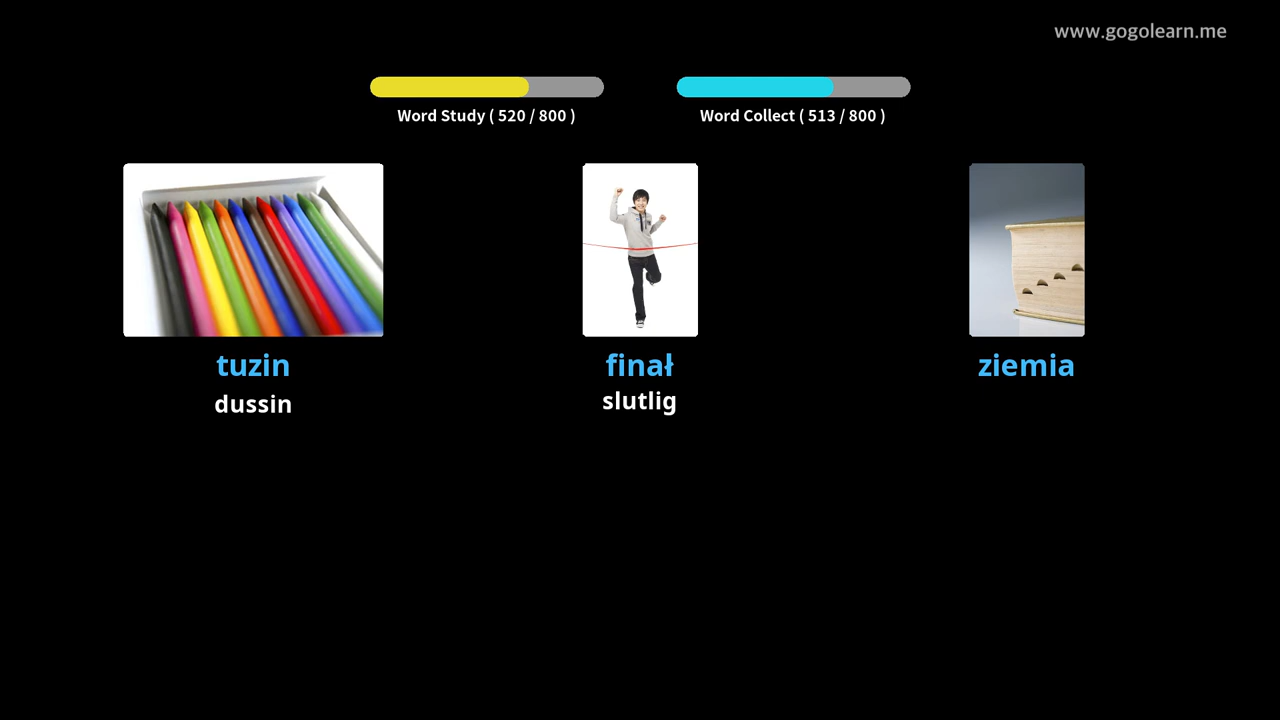 www.gogolearn.me
Word Study ( 520 / 800 )
Word Collect ( 513 / 800 )
tuzin
dussin
finał
slutlig
ziemia